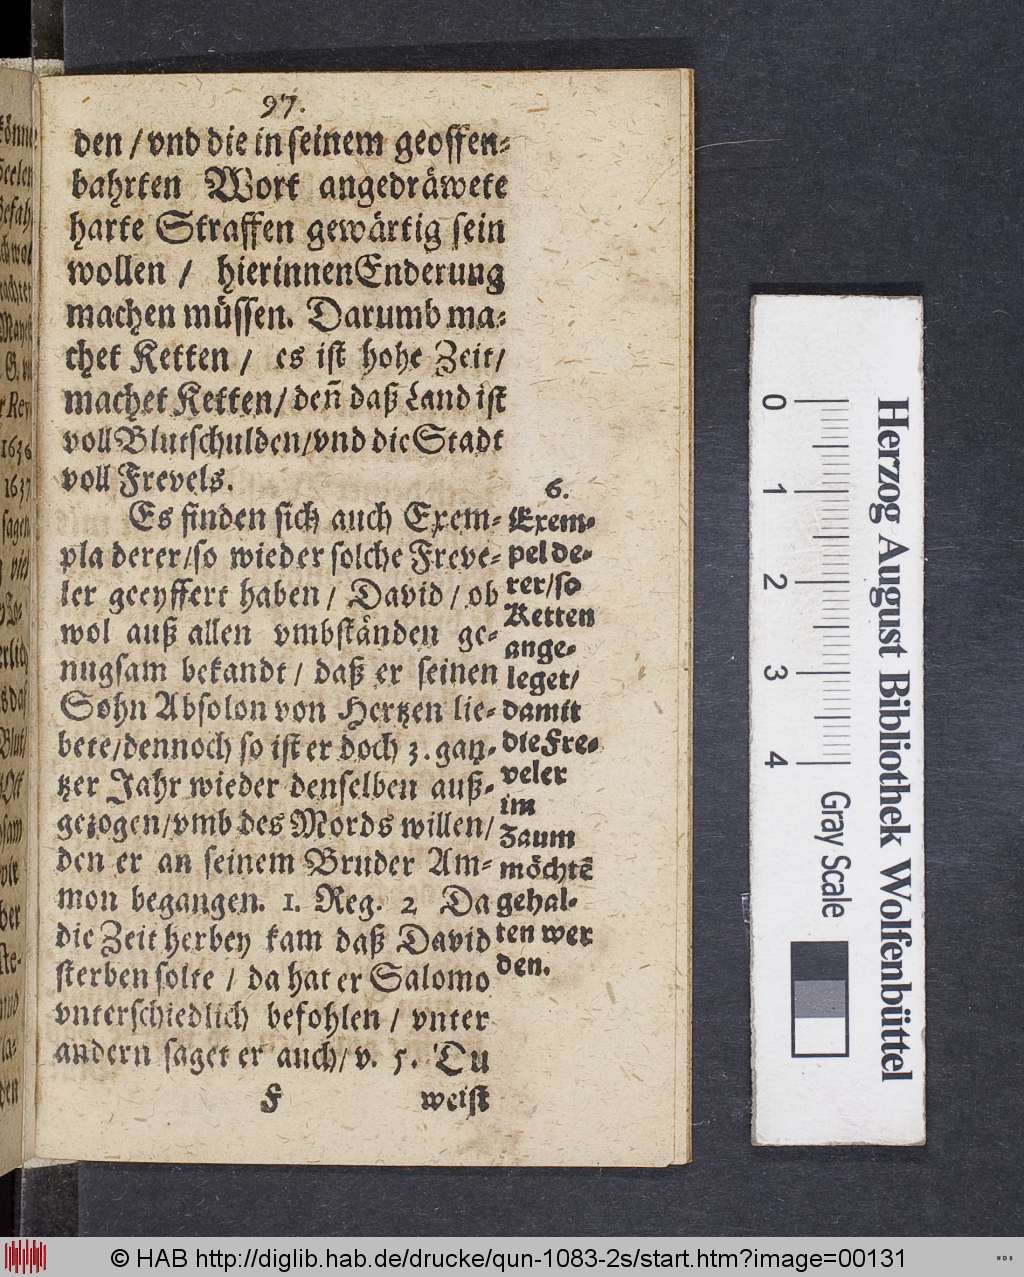 97.
den / vnd die in seinem geoffen-
bahrten Wort angedräwete
harte Straffen gewärtig sein
wollen / hierinnen Enderung
machen müssen. Darumb ma-
chet Ketten / es ist hohe Zeit/
machet Ketten/ deñ daß Land ist
voll Blutschulden/vnd die Stadt
voll Frevels.
Es finden sich auch Exem-
pla derer/so wieder solche Freve-
ler geeyffert haben / David / ob
wol auß allen vmbständen ge-
nugsam bekandt / daß er seinen
Sohn Absolon von Hertzen lie-
bete/dennoch so ist er doch 3. gan-
tzer Jahr wieder denselben auß-
gezogen/vmb des Mords willen/
den er an seinem Bruder Am-
mon begangen. 1. Reg. 2 Da
die Zeit herbey kam daß David
sterben solte / da hat er Salomo
vnterschiedlich befohlen / vnter
andern saget er auch/ v. 5. Du
F weist
6.
Exem-
pel de-
rer/so
Ketten
ange-
leget/
damit
die Fre-
veler
im
Zaum
möchtē
gehal-
ten wer
den.
0 1 2 3 4
Gray Scale
Herzog August Bibliothek Wolfenbüttel
© HAB http://diglib.hab.de/drucke/qun-1083-2s/start.htm?image=00131